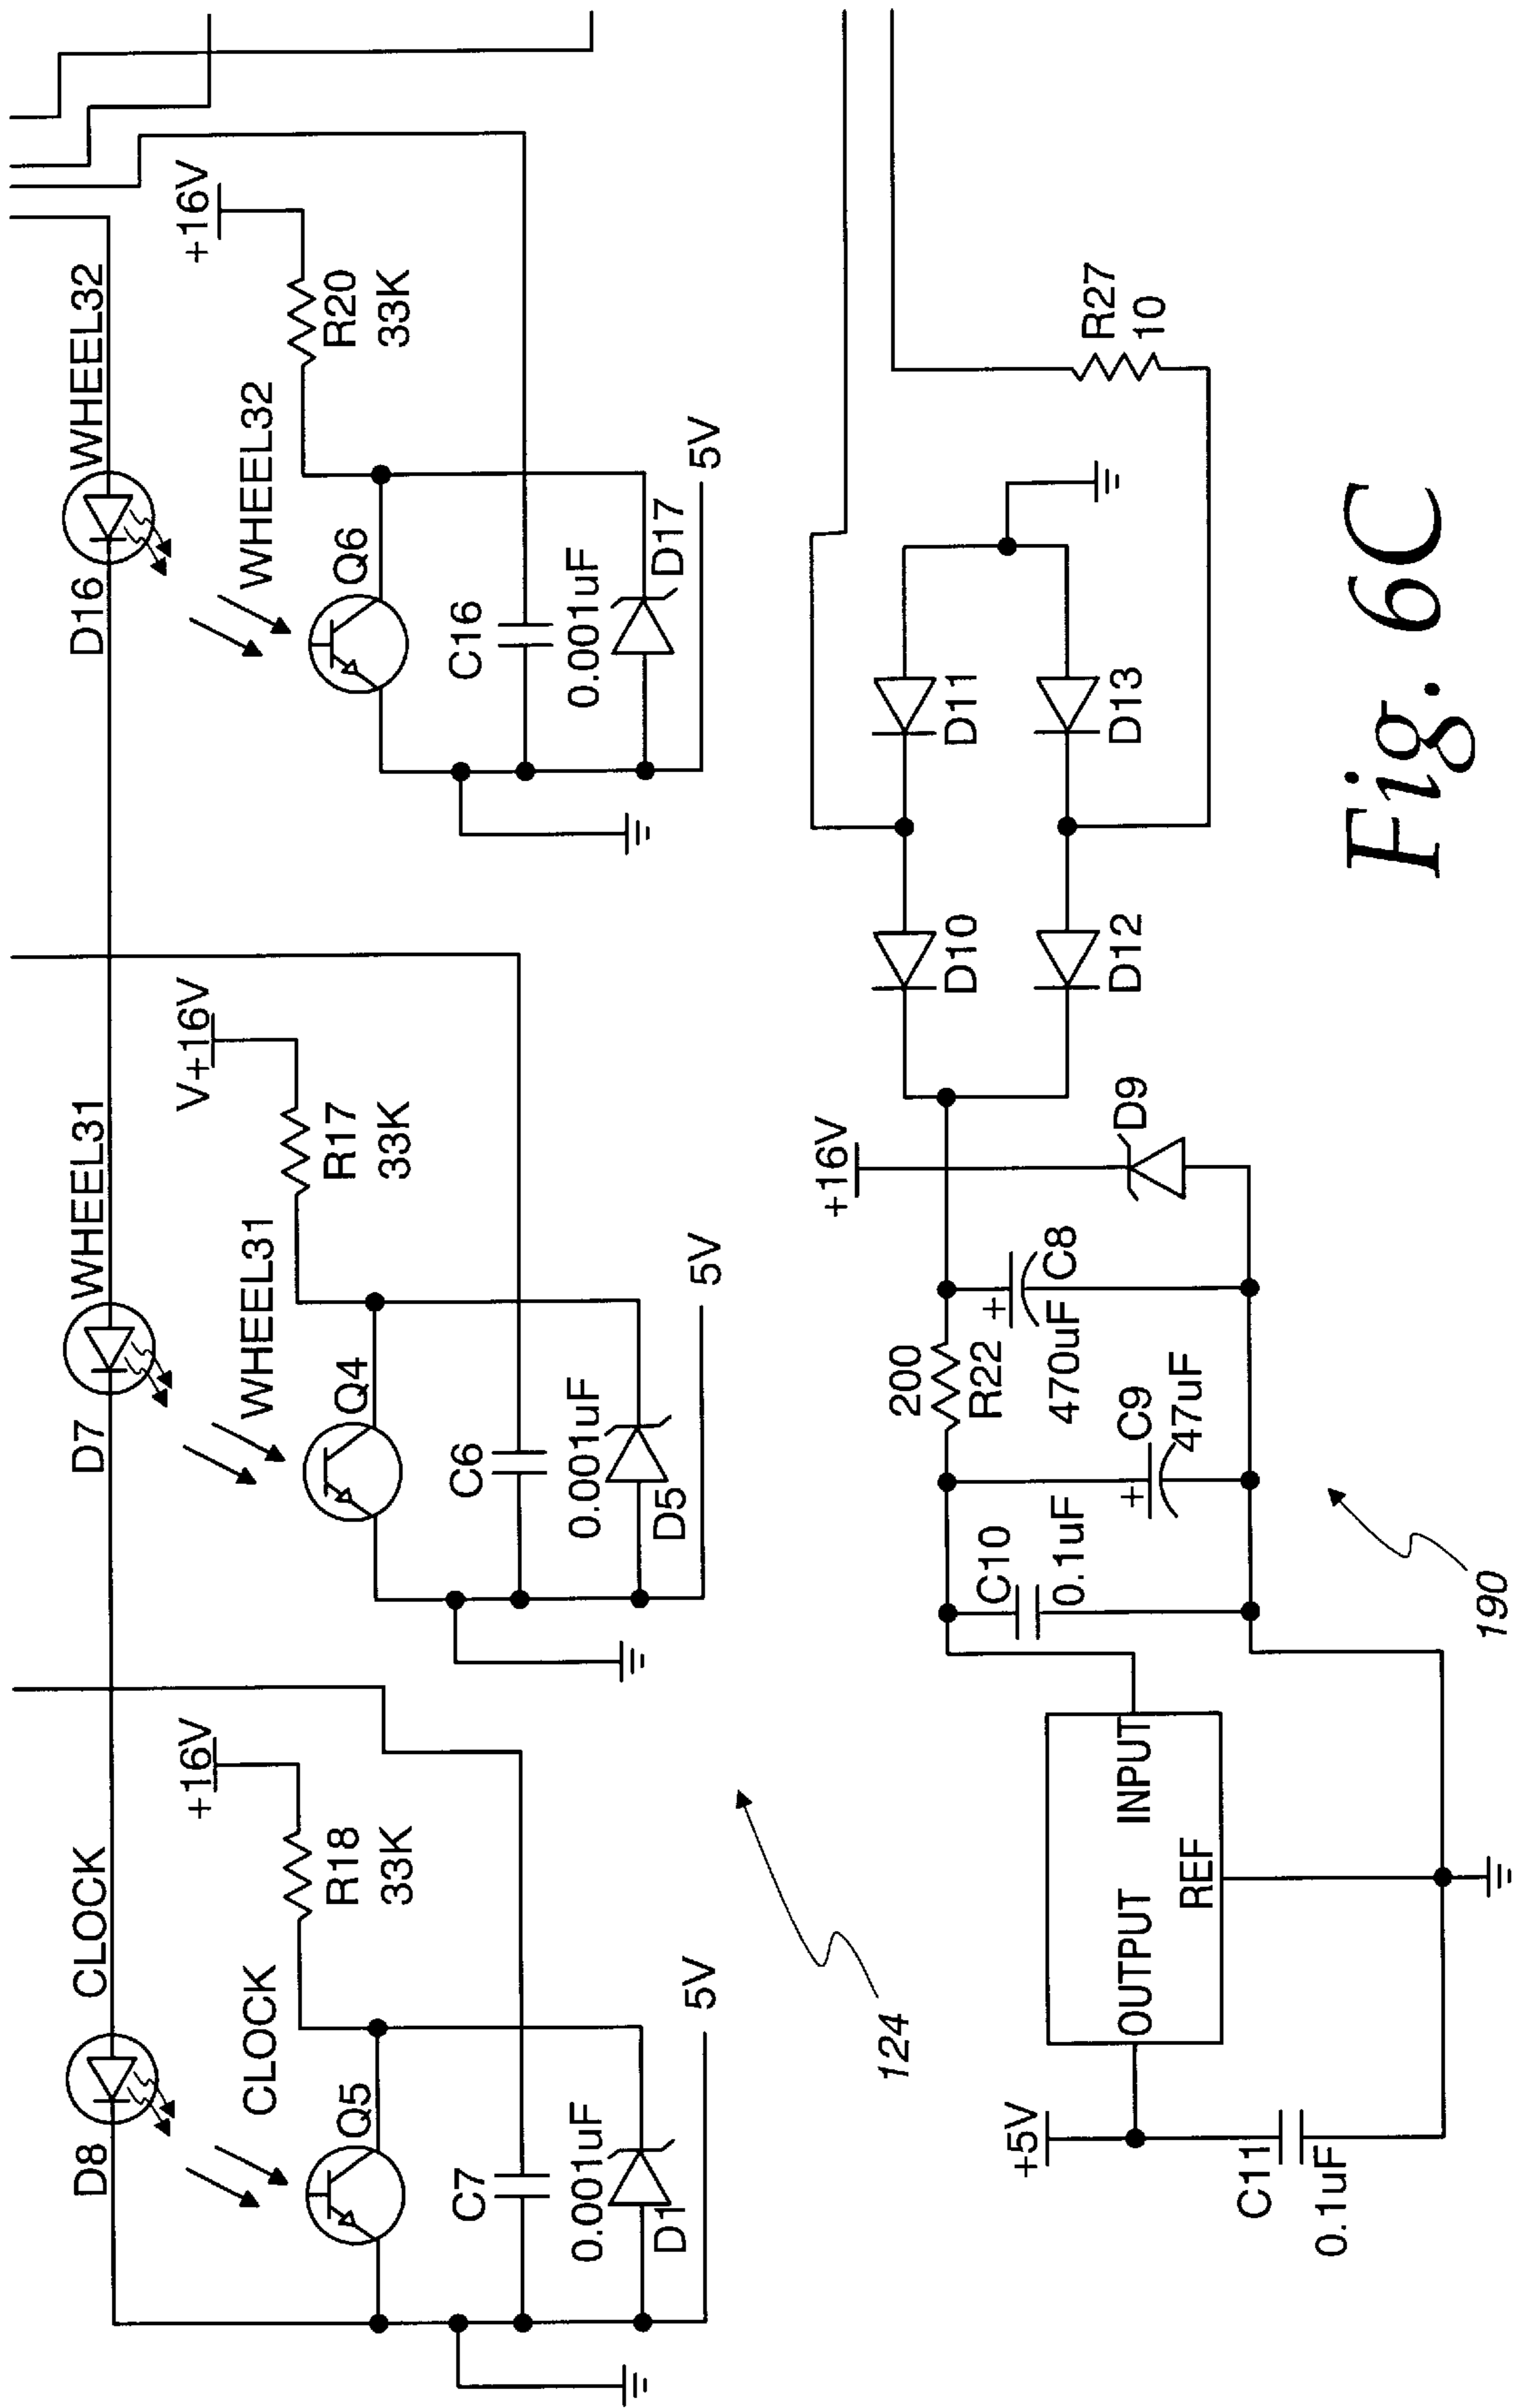 D8
CLOCK
D7
WHEEL31
D16
WHEEL32
+16V
V+16V
+16V
CLOCK
R18
33K
WHEEL31
R17
33K
WHEEL32
R20
33K
Q5
Q4
Q6
C7
0.001uF
D1
5V
C6
0.001uF
D5
5V
C16
0.001uF
D17
5V
124
+5V
OUTPUT INPUT
REF
C11
0.1uF
C10
0.1uF
200
R22
C9
47uF
C8
470uF
+16V
D9
D10
D11
D12
D13
R27
10
190
Fig. 6C